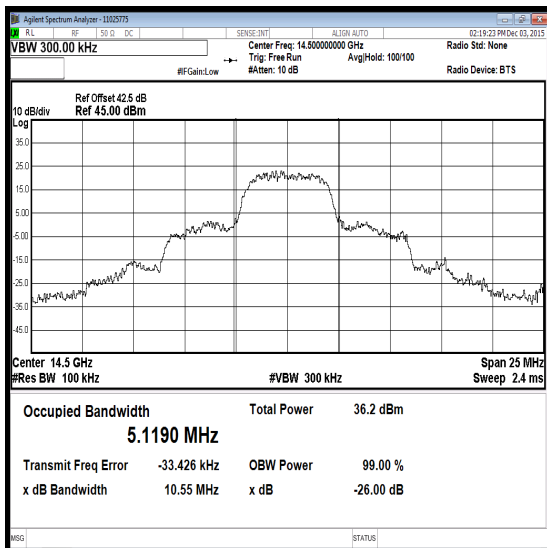 Agilent Spectrum Analyzer - 11025775
LXI RL RF 50 Ω DC SENSE:INT ALIGN AUTO 02:19:23 PM Dec 03, 2015
VBW 300.00 kHz Center Freq: 14.500000000 GHz Radio Std: None
Trig: Free Run Avg|Hold: 100/100
#IFGain:Low #Atten: 10 dB Radio Device: BTS
Ref Offset 42.5 dB
10 dB/div Ref 45.00 dBm
Log
35.0
25.0
15.0
5.00
-5.00
-15.0
-25.0
-35.0
-45.0
Center 14.5 GHz Span 25 MHz
#Res BW 100 kHz #VBW 300 kHz Sweep 2.4 ms
Occupied Bandwidth Total Power 36.2 dBm
5.1190 MHz
Transmit Freq Error -33.426 kHz OBW Power 99.00 %
x dB Bandwidth 10.55 MHz x dB -26.00 dB
MSG STATUS